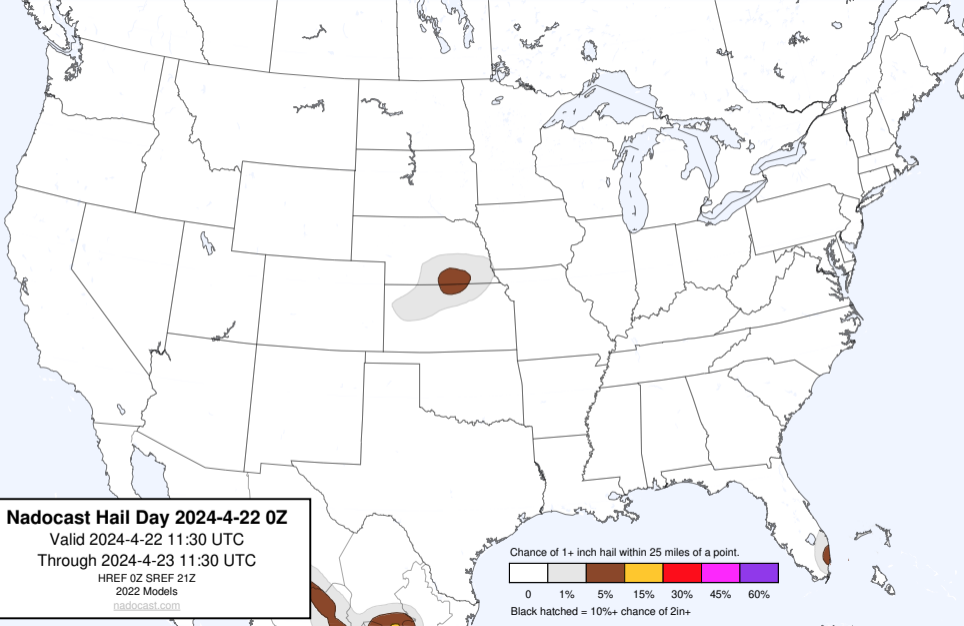 Nadocast Hail Day 2024-4-22 0Z
Valid 2024-4-22 11:30 UTC
Through 2024-4-23 11:30 UTC
HREF 0Z SREF 21Z
2022 Models
nadocast.com
Chance of 1+ inch hail within 25 miles of a point.
0 1% 5% 15% 30% 45% 60%
Black hatched = 10%+ chance of 2in+